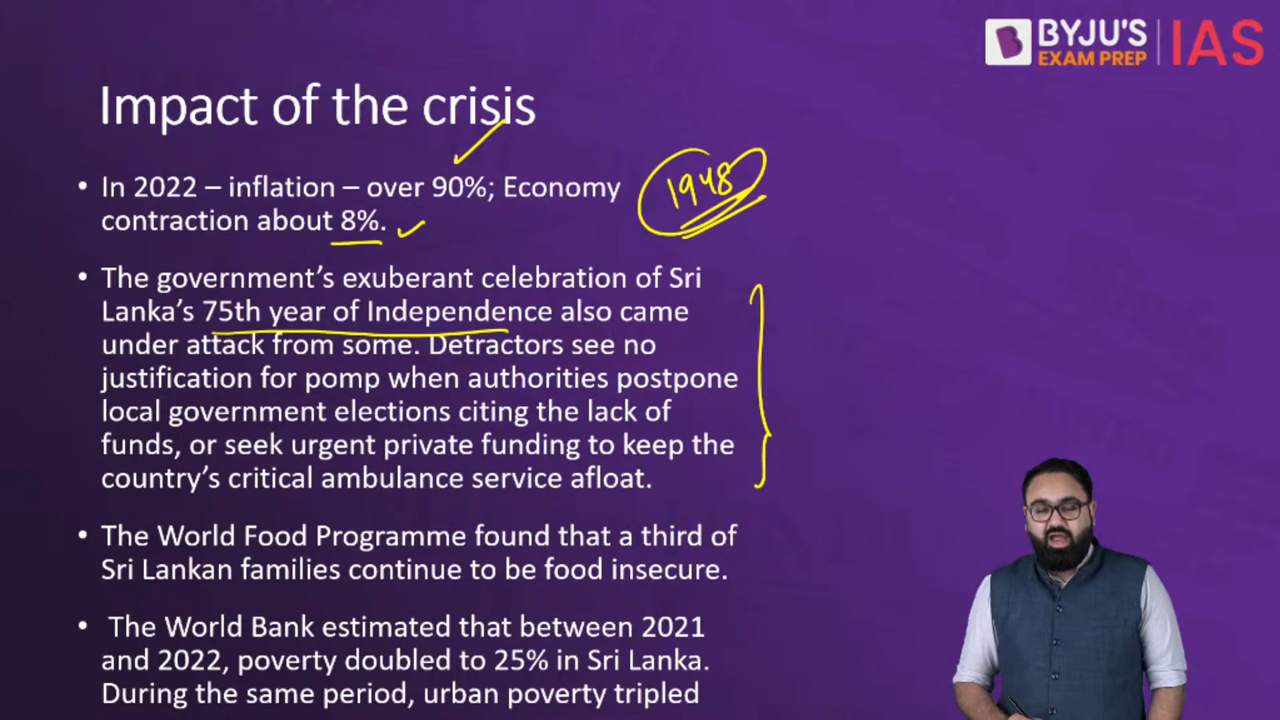 BYJU'S
EXAM PREP
IAS
Impact of the crisis
• In 2022 – inflation – over 90%; Economy
contraction about 8%.
1948
• The government's exuberant celebration of Sri
Lanka's 75th year of Independence also came
under attack from some. Detractors see no
justification for pomp when authorities postpone
local government elections citing the lack of
funds, or seek urgent private funding to keep the
country's critical ambulance service afloat.
• The World Food Programme found that a third of
Sri Lankan families continue to be food insecure.
• The World Bank estimated that between 2021
and 2022, poverty doubled to 25% in Sri Lanka.
During the same period, urban poverty tripled